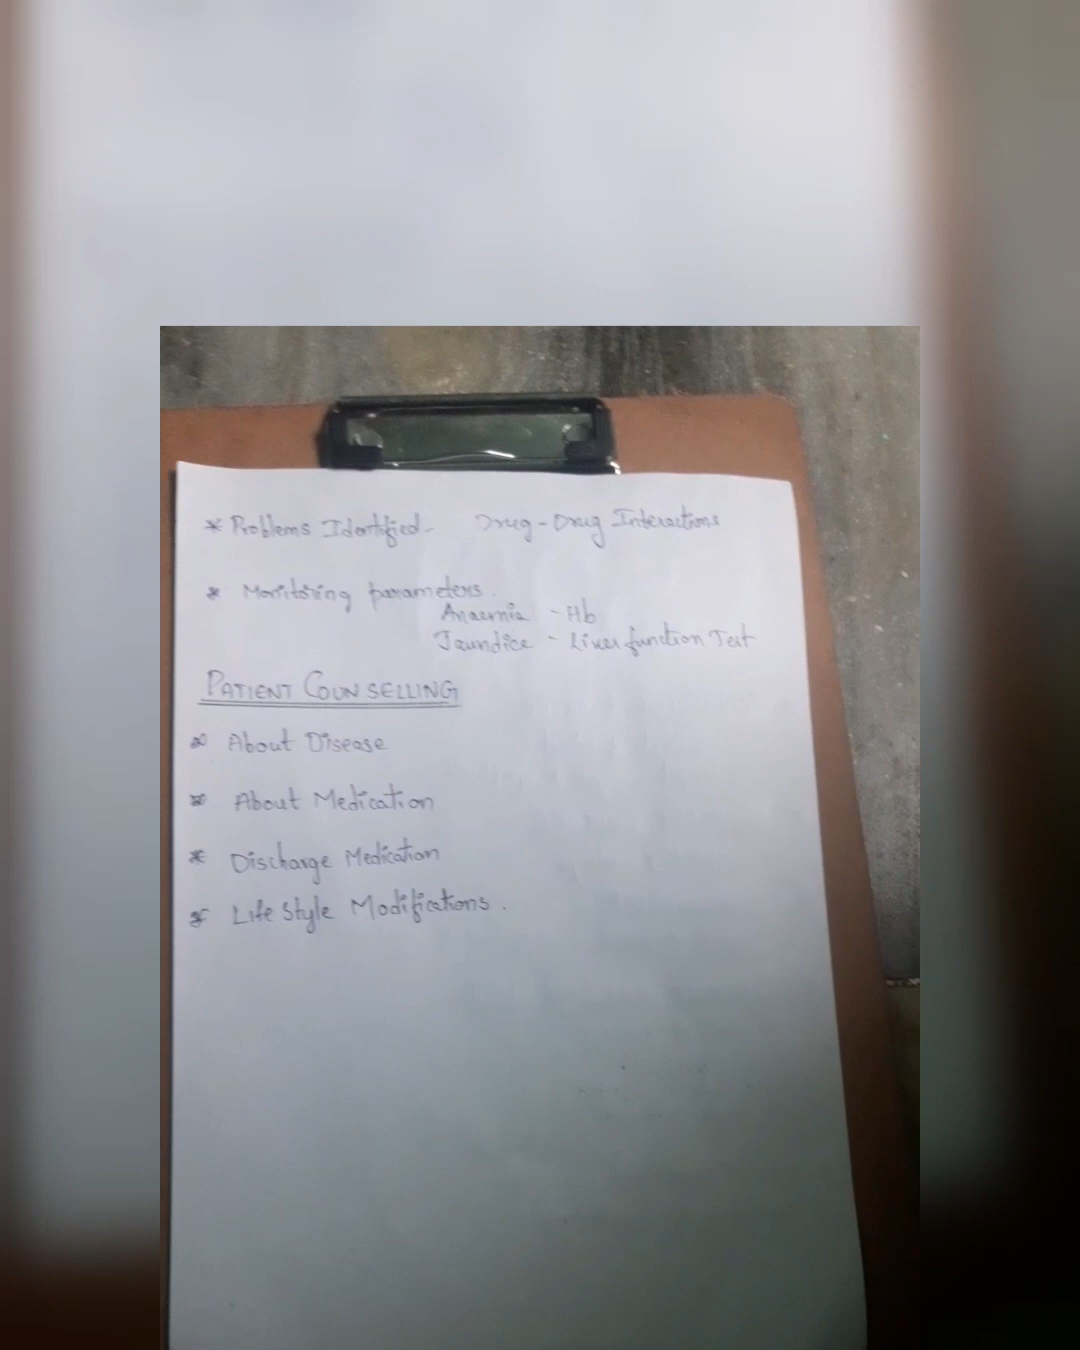 * Problems Identified - Drug - Drug Interactions
* Monitoring parameters.
Anaemia - Hb
Jaundice - Liver function Test
PATIENT COUNSELLING
* About Disease
* About Medication
* Discharge Medication
* Life Style Modifications.